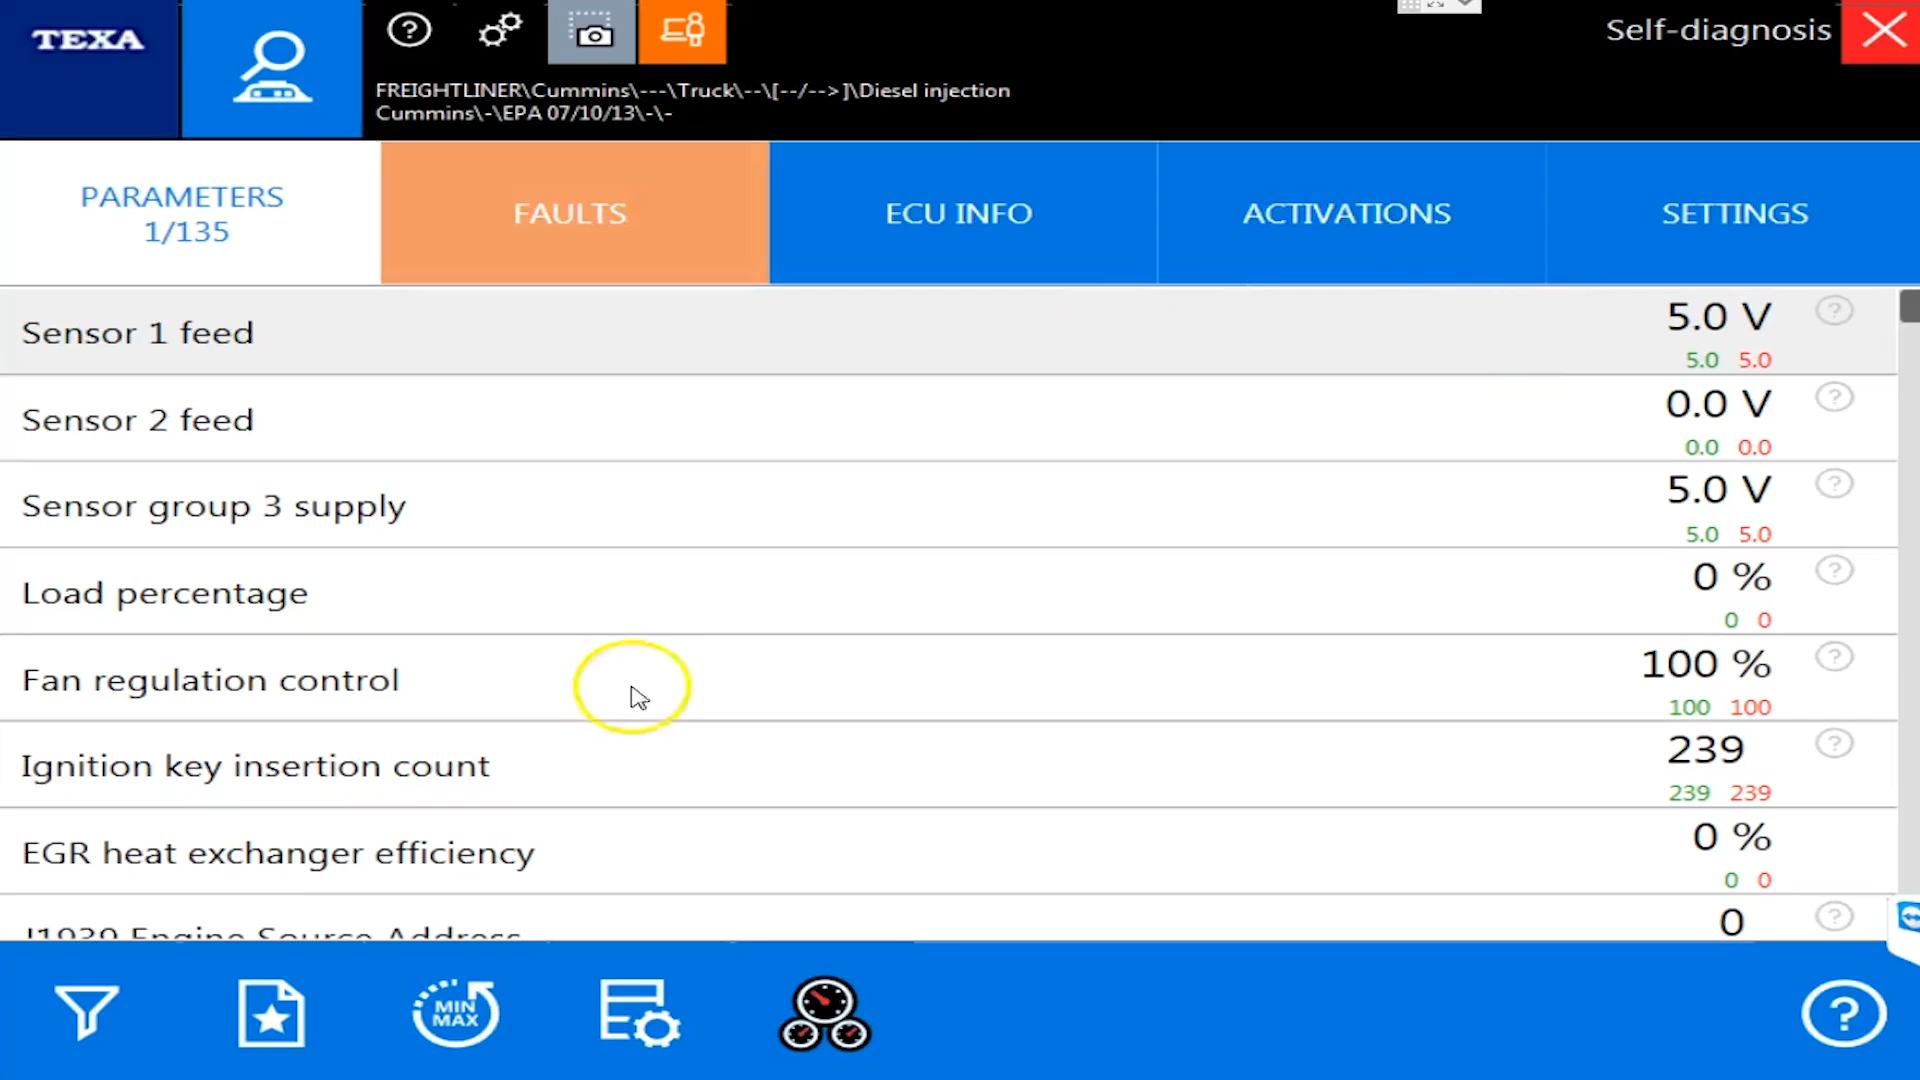 TEXA
Self-diagnosis
FREIGHTLINER\Cummins\---\Truck\--\[--/-->]\Diesel injection
Cummins\-\EPA 07/10/13\-\-
PARAMETERS
1/135
FAULTS
ECU INFO
ACTIVATIONS
SETTINGS
Sensor 1 feed
5.0 V
5.0 5.0
Sensor 2 feed
0.0 V
0.0 0.0
Sensor group 3 supply
5.0 V
5.0 5.0
Load percentage
0 %
0 0
Fan regulation control
100 %
100 100
Ignition key insertion count
239
239 239
EGR heat exchanger efficiency
0 %
0 0
J1939 Engine Source Address
0
MIN
MAX